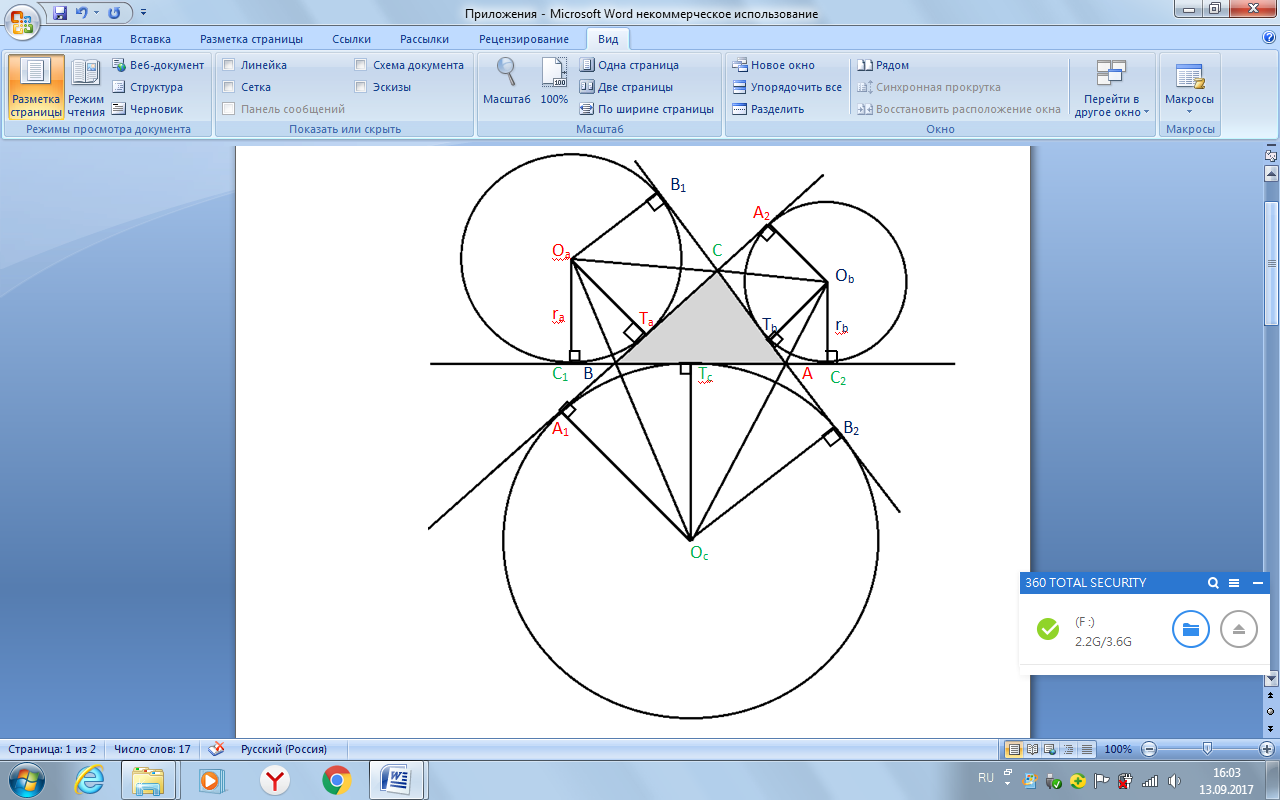 Приложения - Microsoft Word некоммерческое использование
Главная Вставка Разметка страницы Ссылки Рассылки Рецензирование Вид
Разметка страницы
Режим чтения
Веб-документ
Структура
Черновик
Режимы просмотра документа
Линейка
Сетка
Панель сообщений
Схема документа
Эскизы
Показать или скрыть
Масштаб
100%
Одна страница
Две страницы
По ширине страницы
Масштаб
Новое окно
Упорядочить все
Разделить
Рядом
Синхронная прокрутка
Восстановить расположение окна
Перейти в другое окно
Окно
Макросы
Макросы
B1
A2
C
Oa
Ob
ra
Ta
Tb
rb
C1 B Tc A C2
A1
B2
Oc
360 TOTAL SECURITY
(F:)
2.2G/3.6G
Страница: 1 из 2 Число слов: 17 Русский (Россия) 100%
RU
16:03
13.09.2017